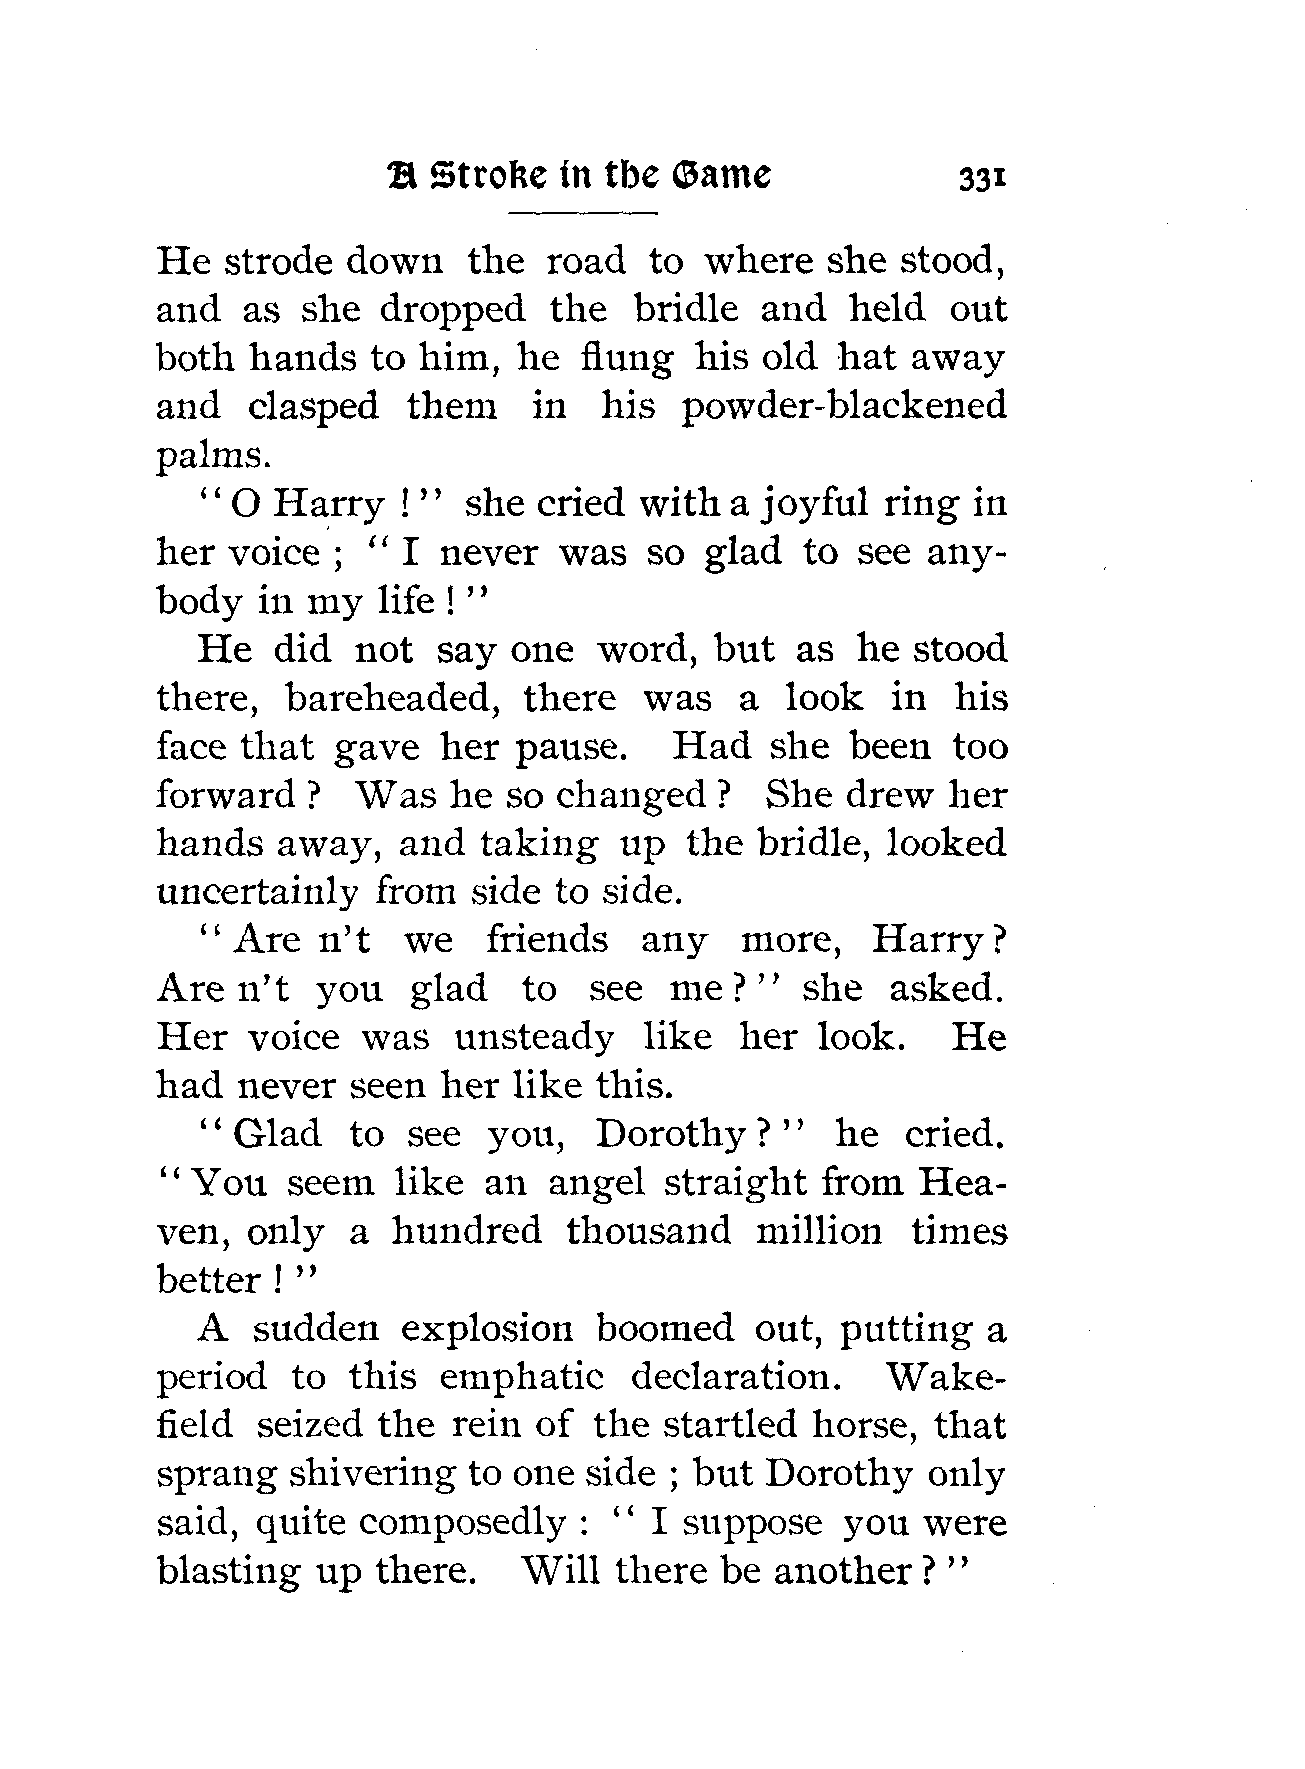 A Stroke in the Game 331
He strode down the road to where she stood,
and as she dropped the bridle and held out
both hands to him, he flung his old hat away
and clasped them in his powder-blackened
palms.
“O Harry!” she cried with a joyful ring in
her voice; “I never was so glad to see any-
body in my life!”
He did not say one word, but as he stood
there, bareheaded, there was a look in his
face that gave her pause. Had she been too
forward? Was he so changed? She drew her
hands away, and taking up the bridle, looked
uncertainly from side to side.
“Are n’t we friends any more, Harry?
Are n’t you glad to see me?” she asked.
Her voice was unsteady like her look. He
had never seen her like this.
“Glad to see you, Dorothy?” he cried.
“You seem like an angel straight from Hea-
ven, only a hundred thousand million times
better!”
A sudden explosion boomed out, putting a
period to this emphatic declaration. Wake-
field seized the rein of the startled horse, that
sprang shivering to one side; but Dorothy only
said, quite composedly: “I suppose you were
blasting up there. Will there be another?”